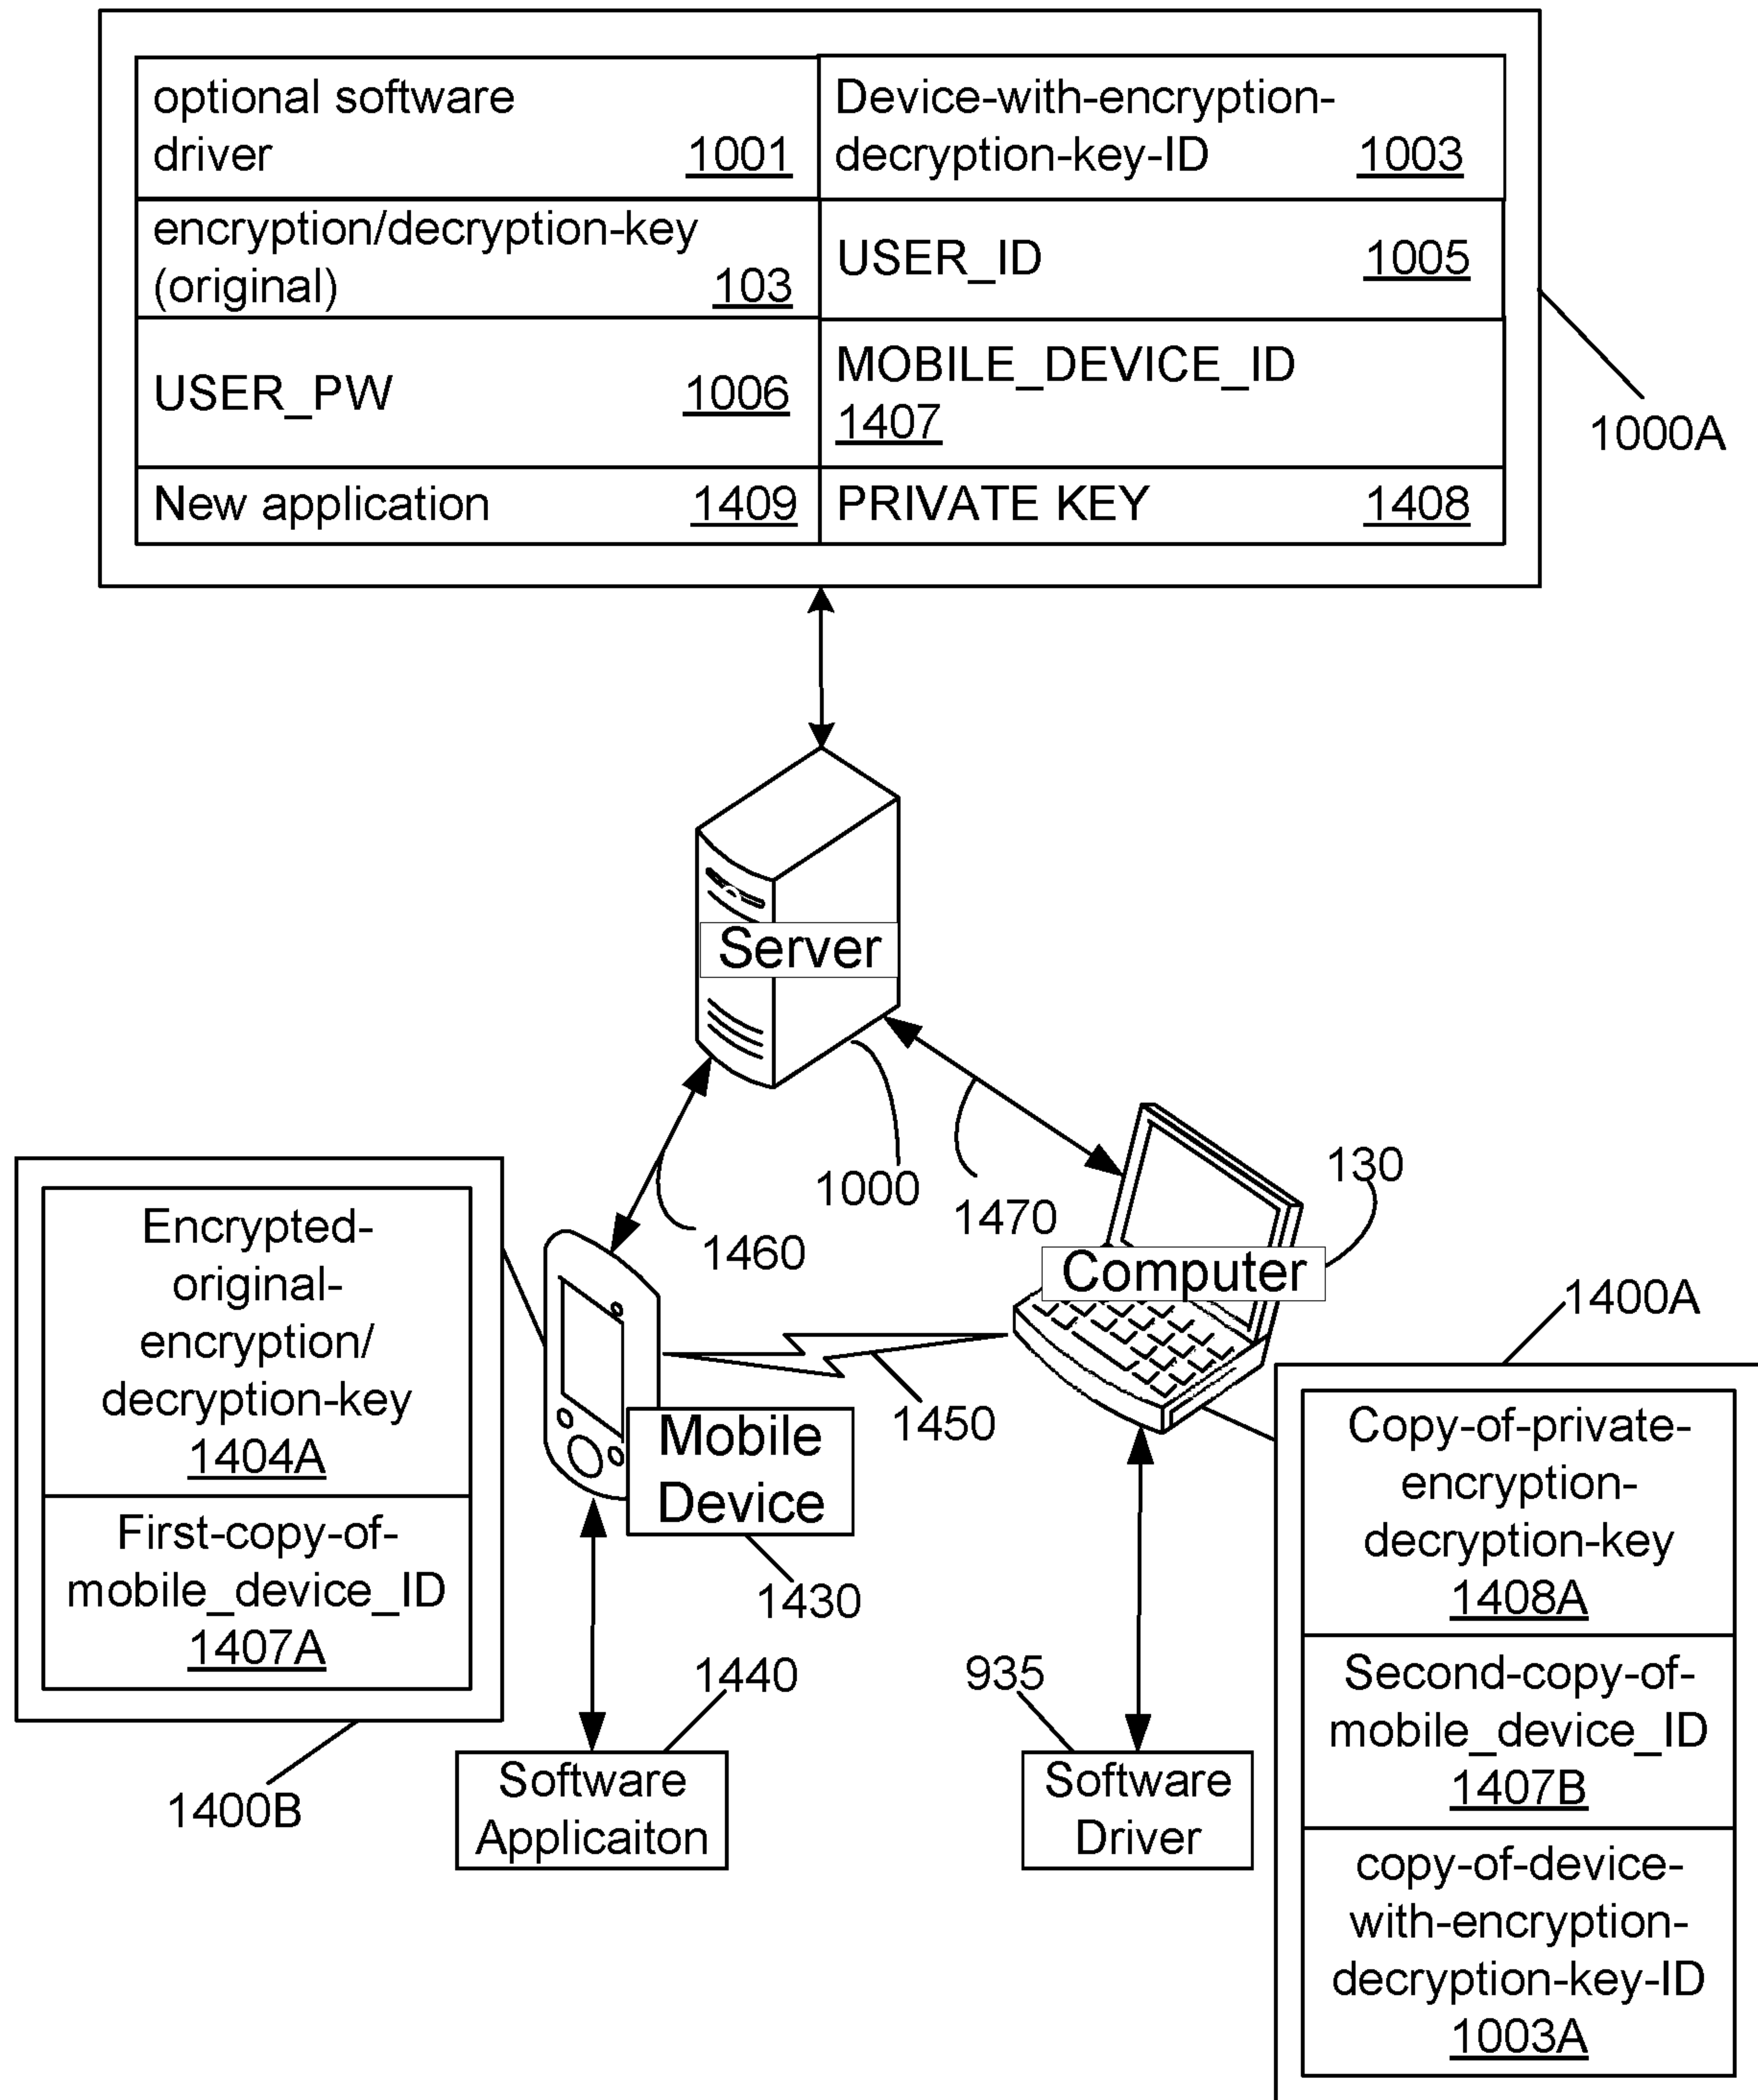 optional software
driver 1001
Device-with-encryption-
decryption-key-ID 1003
encryption/decryption-key
(original) 103
USER_ID 1005
USER_PW 1006
MOBILE_DEVICE_ID
1407
New application 1409
PRIVATE KEY 1408
1000A
Server
1000
1460
1470
130
Computer
Encrypted-
original-
encryption/
decryption-key
1404A
First-copy-of-
mobile_device_ID
1407A
1400B
1450
Mobile
Device
1430
1400A
Copy-of-private-
encryption-
decryption-key
1408A
Second-copy-of-
mobile_device_ID
1407B
copy-of-device-
with-encryption-
decryption-key-ID
1003A
1440
Software
Applicaiton
935
Software
Driver